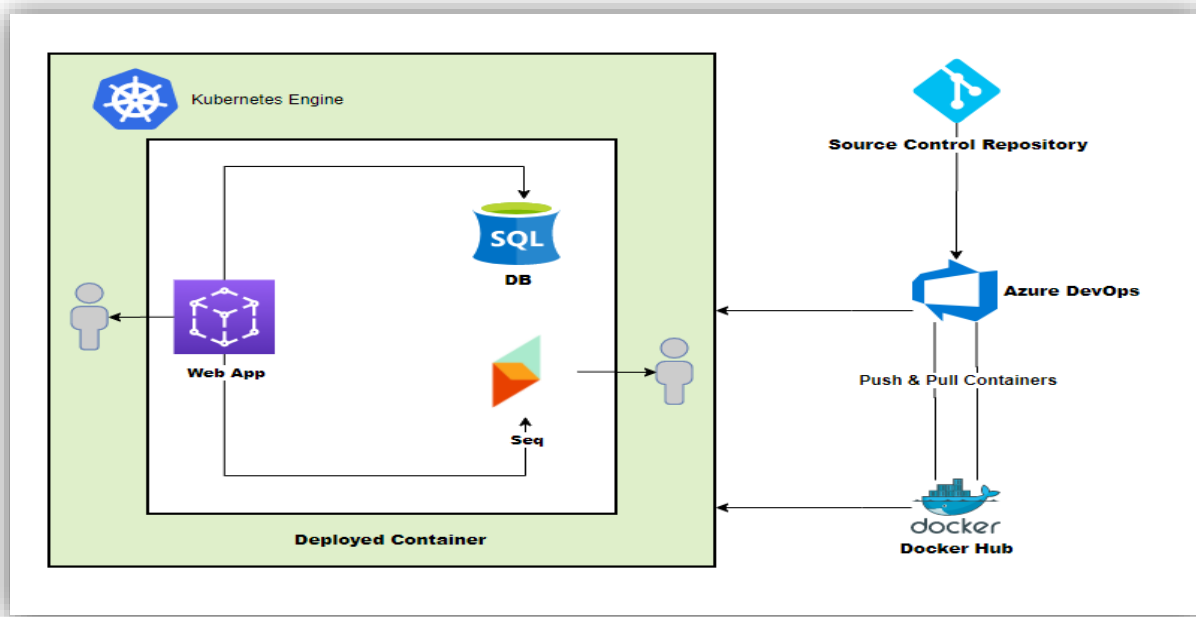 Kubernetes Engine
Source Control Repository
SQL
DB
Azure DevOps
Web App
Push & Pull Containers
Seq
docker
Docker Hub
Deployed Container